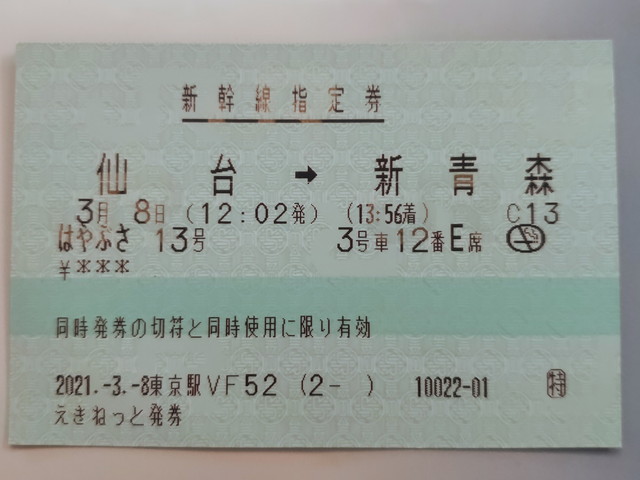 新幹線指定券
仙台 → 新青森
3月 8日 (12:02発) (13:56着) C13
はやぶさ 13号 3号車 12番E席
¥***
同時発券の切符と同時使用に限り有効
2021.-3.-8東京駅VF52 (2- ) 10022-01 特
えきねっと発券